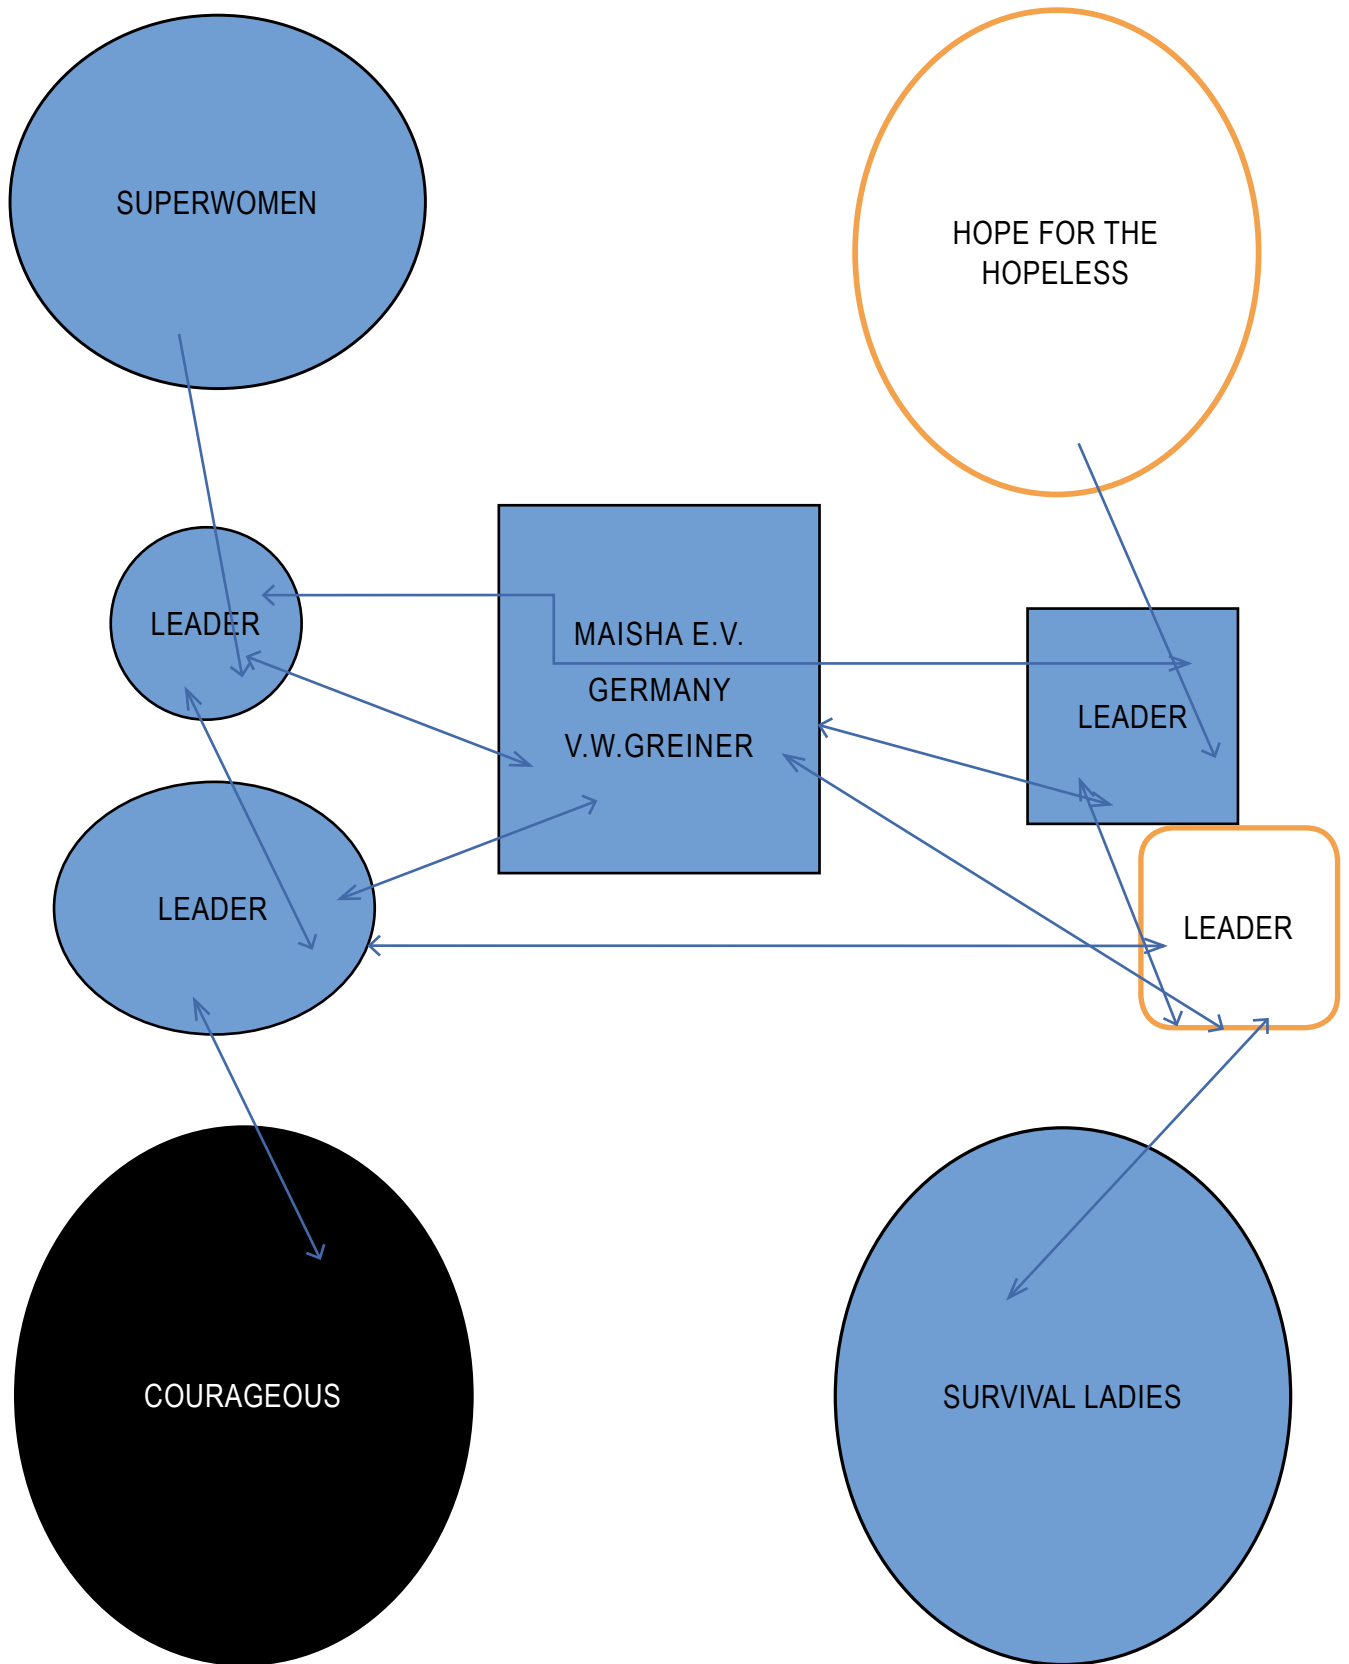 SUPERWOMEN
HOPE FOR THE
HOPELESS
LEADER
MAISHA E.V.
GERMANY
V.W.GREINER
LEADER
LEADER
LEADER
COURAGEOUS
SURVIVAL LADIES